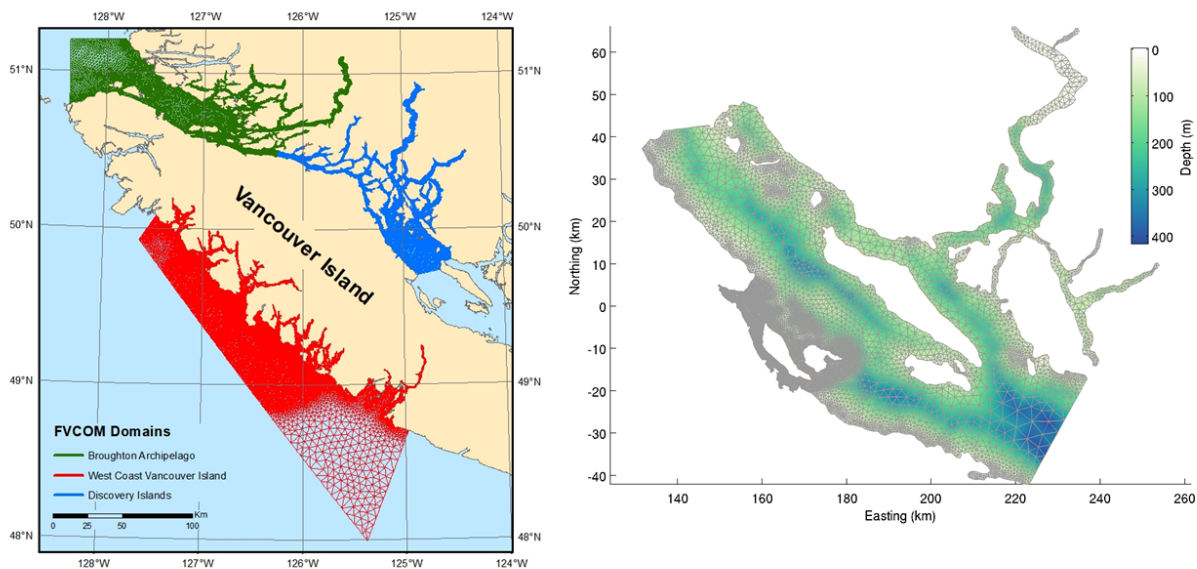 128°W 127°W 126°W 125°W 124°W
51°N 51°N
50°N 50°N
49°N 49°N
48°N 48°N
Vancouver Island
FVCOM Domains
Broughton Archipelago
West Coast Vancouver Island
Discovery Islands
Km
0 25 50 100
128°W 127°W 126°W 125°W 124°W
60
50
40
30
20
10
0
-10
-20
-30
-40
Northing (km)
140 160 180 200 220 240 260
Easting (km)
0
100
200
300
400
Depth (m)